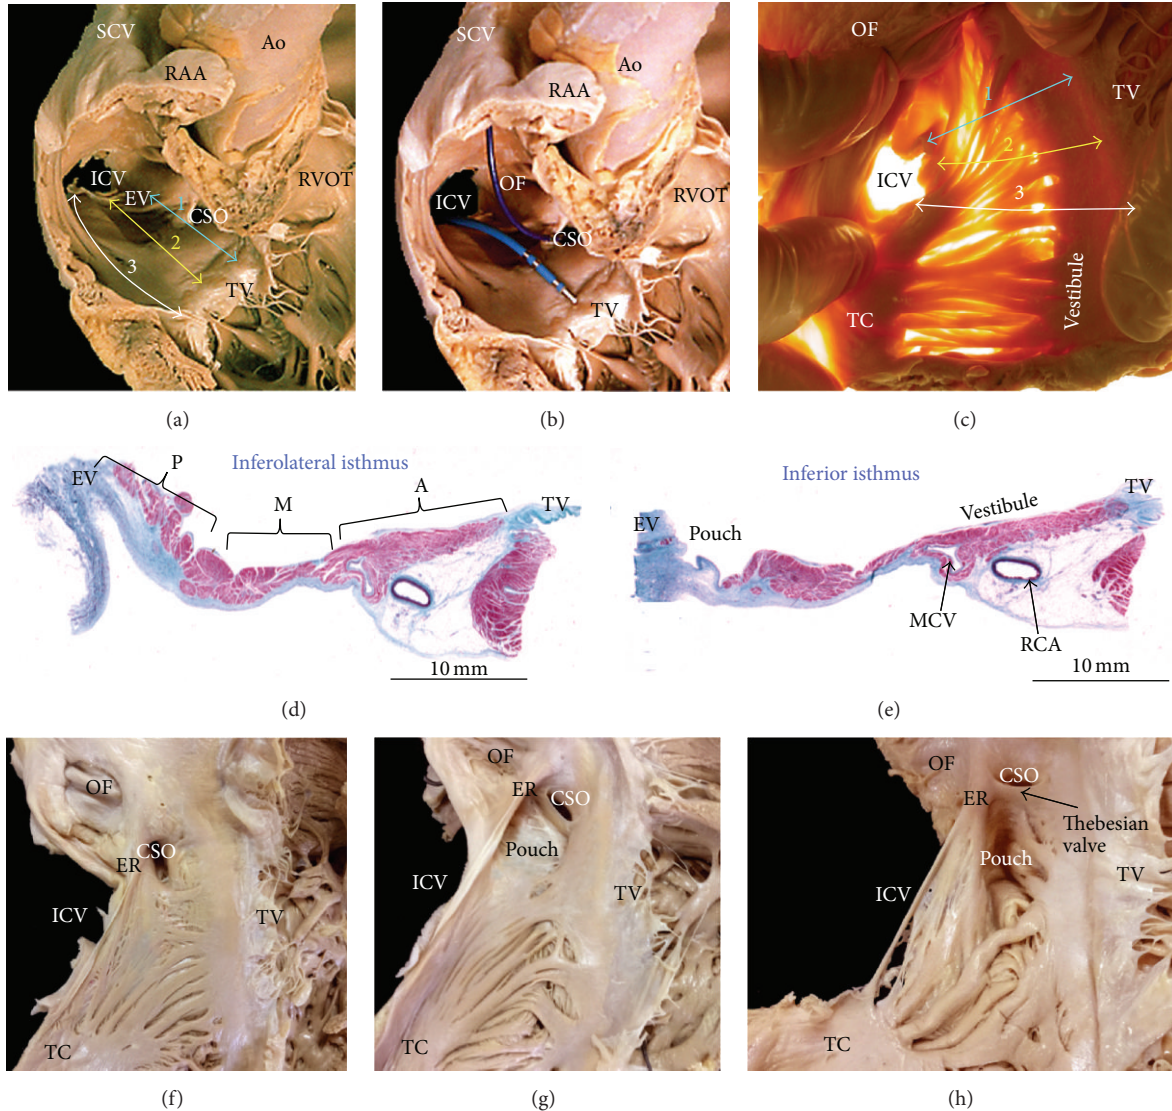 SCV
Ao
RAA
ICV
EV
1
CSO
RVOT
2
3
TV
(a)
SCV
Ao
RAA
OF
RVOT
ICV
CSO
TV
(b)
OF
TV
1
2
ICV
3
Vestibule
TC
(c)
EV
P
Inferolateral isthmus
M
A
TV
10 mm
(d)
Inferior isthmus
EV
Pouch
Vestibule
TV
MCV
RCA
10 mm
(e)
OF
CSO
ER
ICV
TV
TC
(f)
OF
ER
CSO
Pouch
ICV
TV
TC
(g)
OF
CSO
ER
Thebesian
valve
Pouch
ICV
TV
TC
(h)